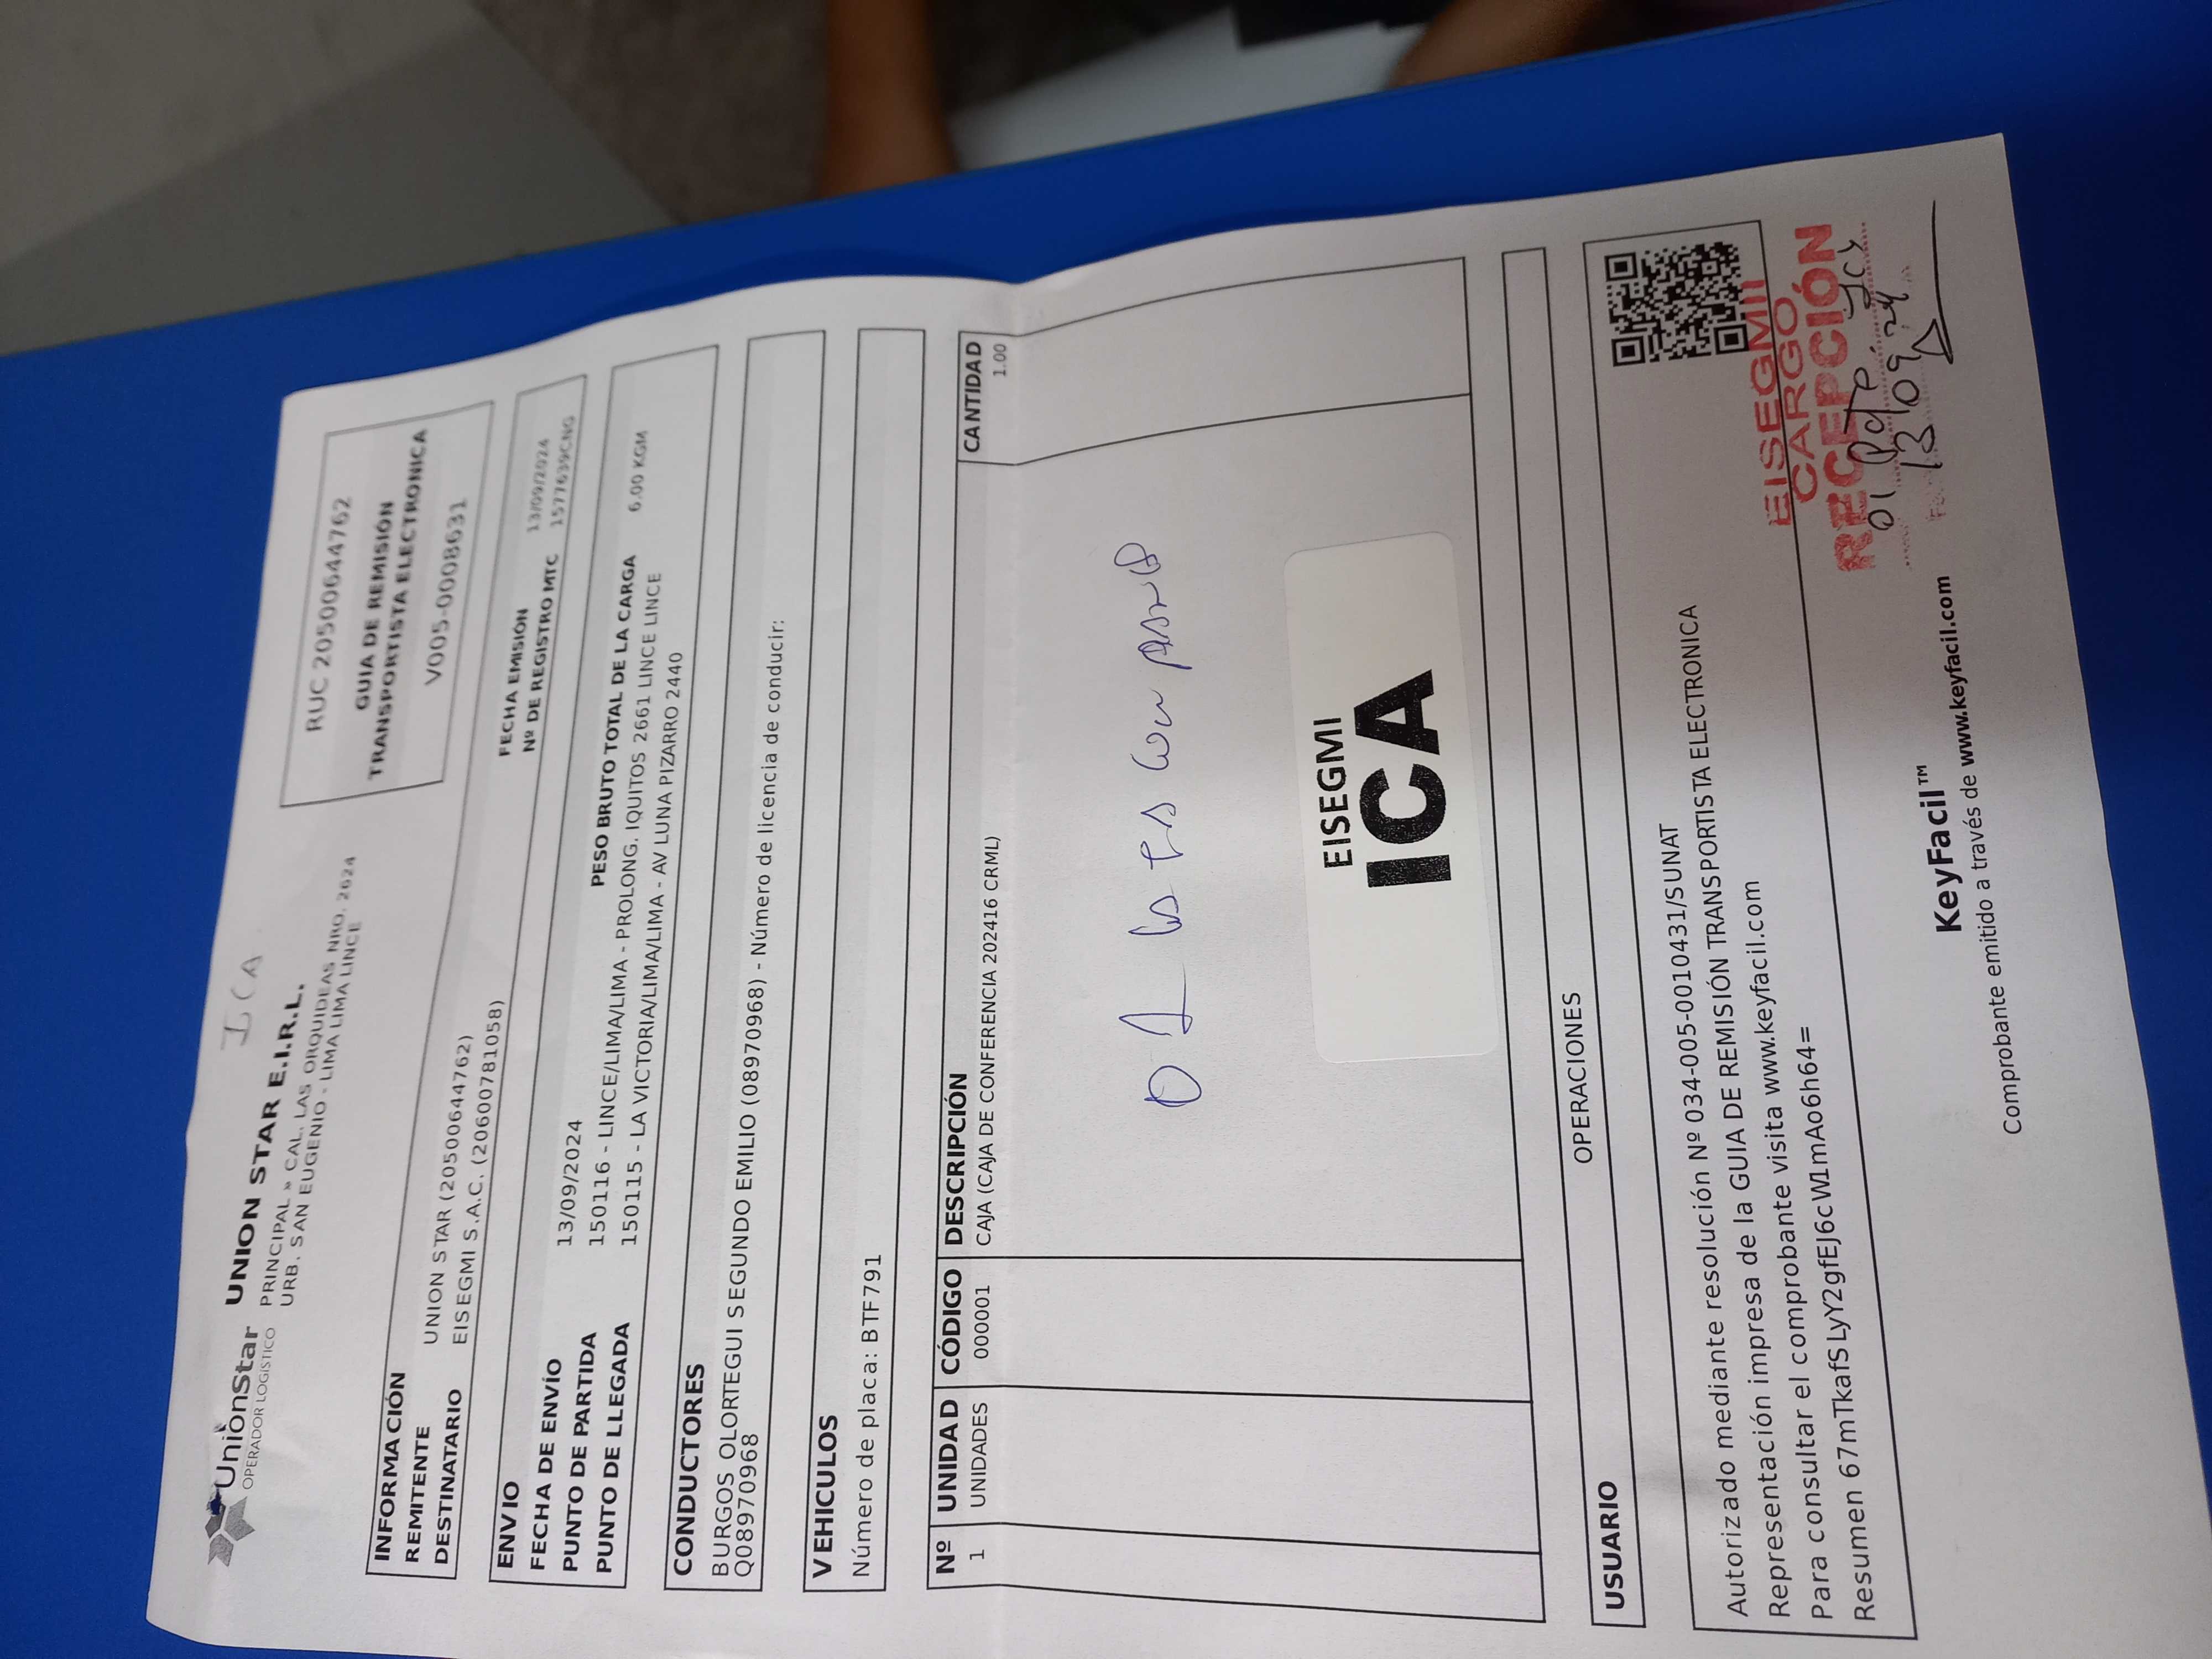 UnionStar
OPERADOR LOGISTICO
ICA
UNION STAR E.I.R.L.
PRINCIPAL » CAL. LAS ORQUIDEAS NRO. 2624
URB. SAN EUGENIO - LIMA LIMA LINCE
RUC 20500644762
GUIA DE REMISIÓN
TRANSPORTISTA ELECTRONICA
V005-00008631
INFORMACIÓN
REMITENTE UNION STAR (20500644762)
DESTINATARIO EISEGMI S.A.C. (20600781058)
FECHA EMISIÓN 13/09/2024
Nº DE REGISTRO MTC 1577639CNG
ENVIO
FECHA DE ENVÍO 13/09/2024
PESO BRUTO TOTAL DE LA CARGA 6.00 KGM
PUNTO DE PARTIDA 150116 - LINCE/LIMA/LIMA - PROLONG. IQUITOS 2661 LINCE LINCE
PUNTO DE LLEGADA 150115 - LA VICTORIA/LIMA/LIMA - AV LUNA PIZARRO 2440
CONDUCTORES
BURGOS OLORTEGUI SEGUNDO EMILIO (08970968) - Número de licencia de conducir:
Q08970968
VEHICULOS
Número de placa: BTF791
Nº UNIDAD CÓDIGO DESCRIPCIÓN CANTIDAD
1 UNIDADES 000001 CAJA (CAJA DE CONFERENCIA 202416 CRML) 1.00
01
EISEGMI
ICA
OPERACIONES
USUARIO
Autorizado mediante resolución Nº 034-005-0010431/SUNAT
Representación impresa de la GUIA DE REMISIÓN TRANSPORTISTA ELECTRONICA
Para consultar el comprobante visita www.keyfacil.com
Resumen 67mTkafSLyY2gfEJ6cW1mAo6h64=
EISEGMI
CARGO
RECEPCIÓN
01 pqte
13 09 24
KeyFacil™
Comprobante emitido a través de www.keyfacil.com